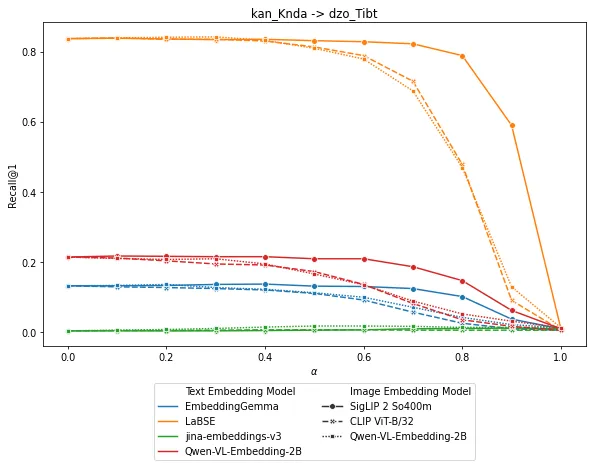 kan_Knda -> dzo_Tibt
0.8
0.6
0.4
0.2
0.0
Recall@1
0.0 0.2 0.4 0.6 0.8 1.0
α
Text Embedding Model Image Embedding Model
EmbeddingGemma SigLIP 2 So400m
LaBSE CLIP ViT-B/32
jina-embeddings-v3 Qwen-VL-Embedding-2B
Qwen-VL-Embedding-2B